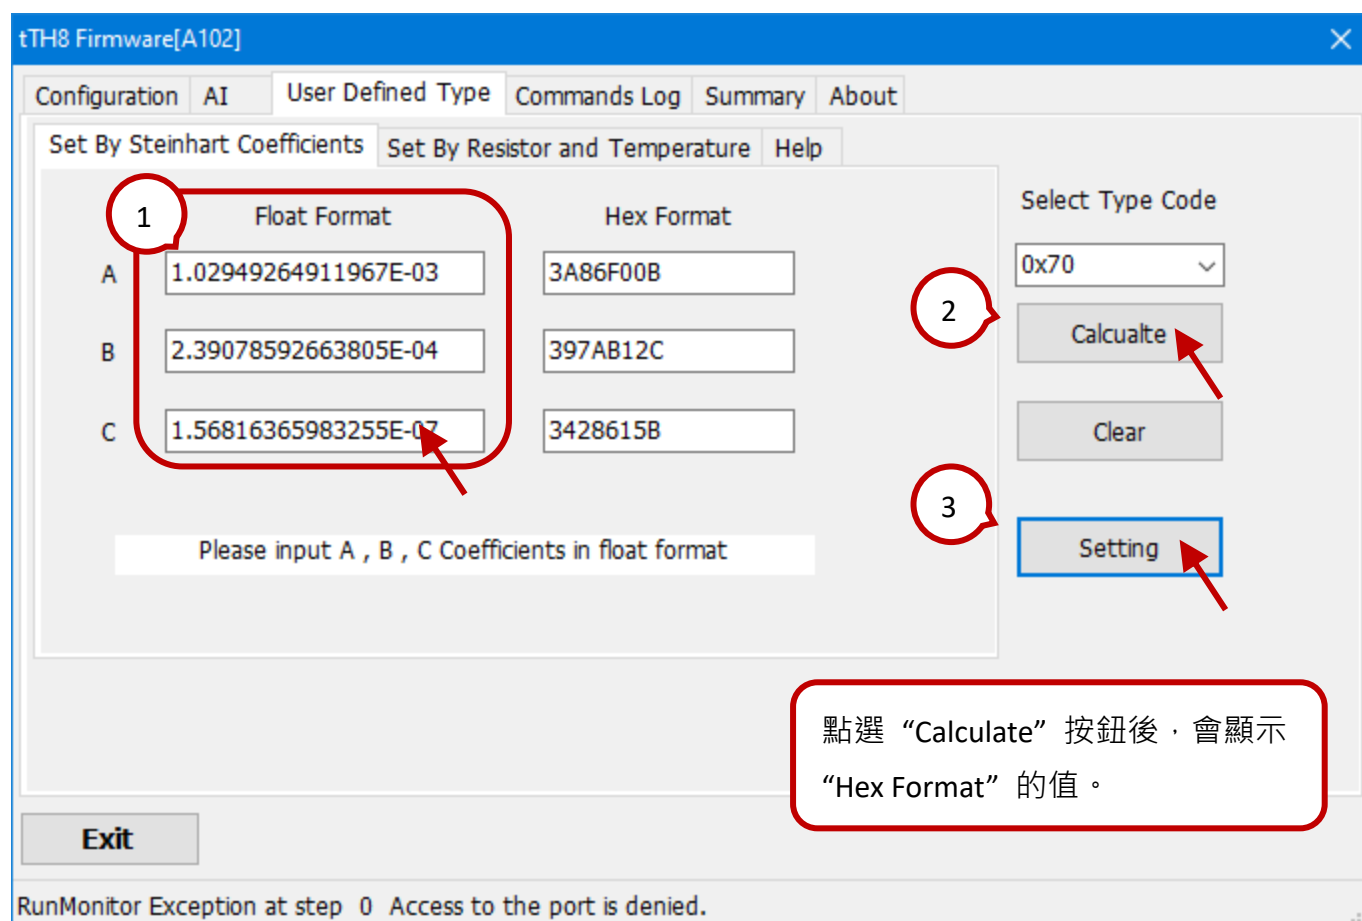 tTH8 Firmware[A102]
Configuration AI User Defined Type Commands Log Summary About
Set By Steinhart Coefficients Set By Resistor and Temperature Help
1 Float Format Hex Format
Select Type Code
A 1.02949264911967E-03 3A86F00B
0x70
2 Calcualte
B 2.39078592663805E-04 397AB12C
C 1.56816365983255E-07 3428615B
Clear
3 Setting
Please input A , B , C Coefficients in float format
點選 “Calculate” 按鈕後，會顯示
“Hex Format” 的值。
Exit
RunMonitor Exception at step 0 Access to the port is denied.